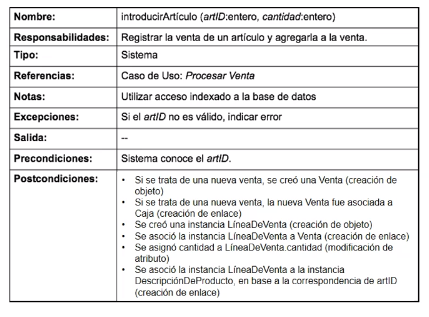 Nombre: introducirArtículo (artID:entero, cantidad:entero)
Responsabilidades: Registrar la venta de un artículo y agregarla a la venta.
Tipo: Sistema
Referencias: Caso de Uso: Procesar Venta
Notas: Utilizar acceso indexado a la base de datos
Excepciones: Si el artID no es válido, indicar error
Salida: --
Precondiciones: Sistema conoce el artID.
Postcondiciones: • Si se trata de una nueva venta, se creó una Venta (creación de
objeto)
• Si se trata de una nueva venta, la nueva Venta fue asociada a
Caja (creación de enlace)
• Se creó una instancia LíneaDeVenta (creación de objeto)
• Se asoció la instancia LíneaDeVenta a Venta (creación de enlace)
• Se asignó cantidad a LíneaDeVenta.cantidad (modificación de
atributo)
• Se asoció la instancia LíneaDeVenta a la instancia
DescripciónDeProducto, en base a la correspondencia de artID
(creación de enlace)